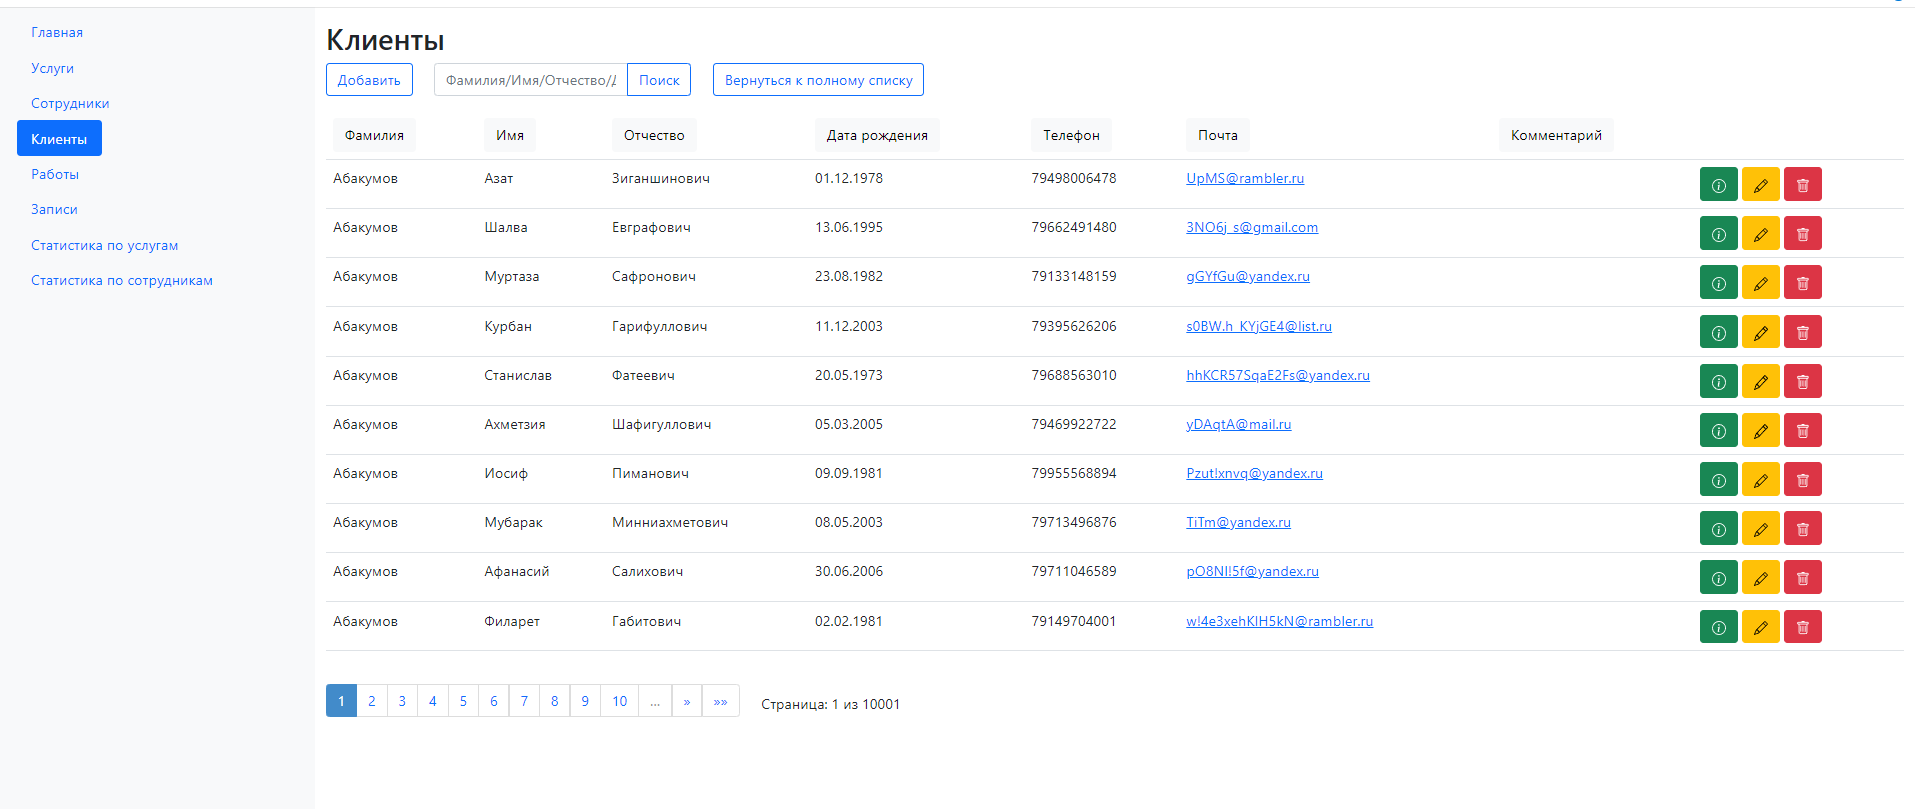 Главная
Услуги
Сотрудники
Клиенты
Работы
Записи
Статистика по услугам
Статистика по сотрудникам
Клиенты
Добавить Фамилия/Имя/Отчество/Д Поиск Вернуться к полному списку
Фамилия Имя Отчество Дата рождения Телефон Почта Комментарий
Абакумов Азат Зиганшинович 01.12.1978 79498006478 UpMS@rambler.ru
Абакумов Шалва Евграфович 13.06.1995 79662491480 3NO6j_s@gmail.com
Абакумов Муртаза Сафронович 23.08.1982 79133148159 gGYfGu@yandex.ru
Абакумов Курбан Гарифуллович 11.12.2003 79395626206 s0BW.h_KYjGE4@list.ru
Абакумов Станислав Фатеевич 20.05.1973 79688563010 hhKCR57SqaE2Fs@yandex.ru
Абакумов Ахметзия Шафигуллович 05.03.2005 79469922722 yDAqtA@mail.ru
Абакумов Иосиф Пиманович 09.09.1981 79955568894 Pzut!xnvq@yandex.ru
Абакумов Мубарак Минниахметович 08.05.2003 79713496876 TiTm@yandex.ru
Абакумов Афанасий Салихович 30.06.2006 79711046589 pO8NI!5f@yandex.ru
Абакумов Филарет Габитович 02.02.1981 79149704001 w!4e3xehKIH5kN@rambler.ru
1 2 3 4 5 6 7 8 9 10 ... » »» Страница: 1 из 10001